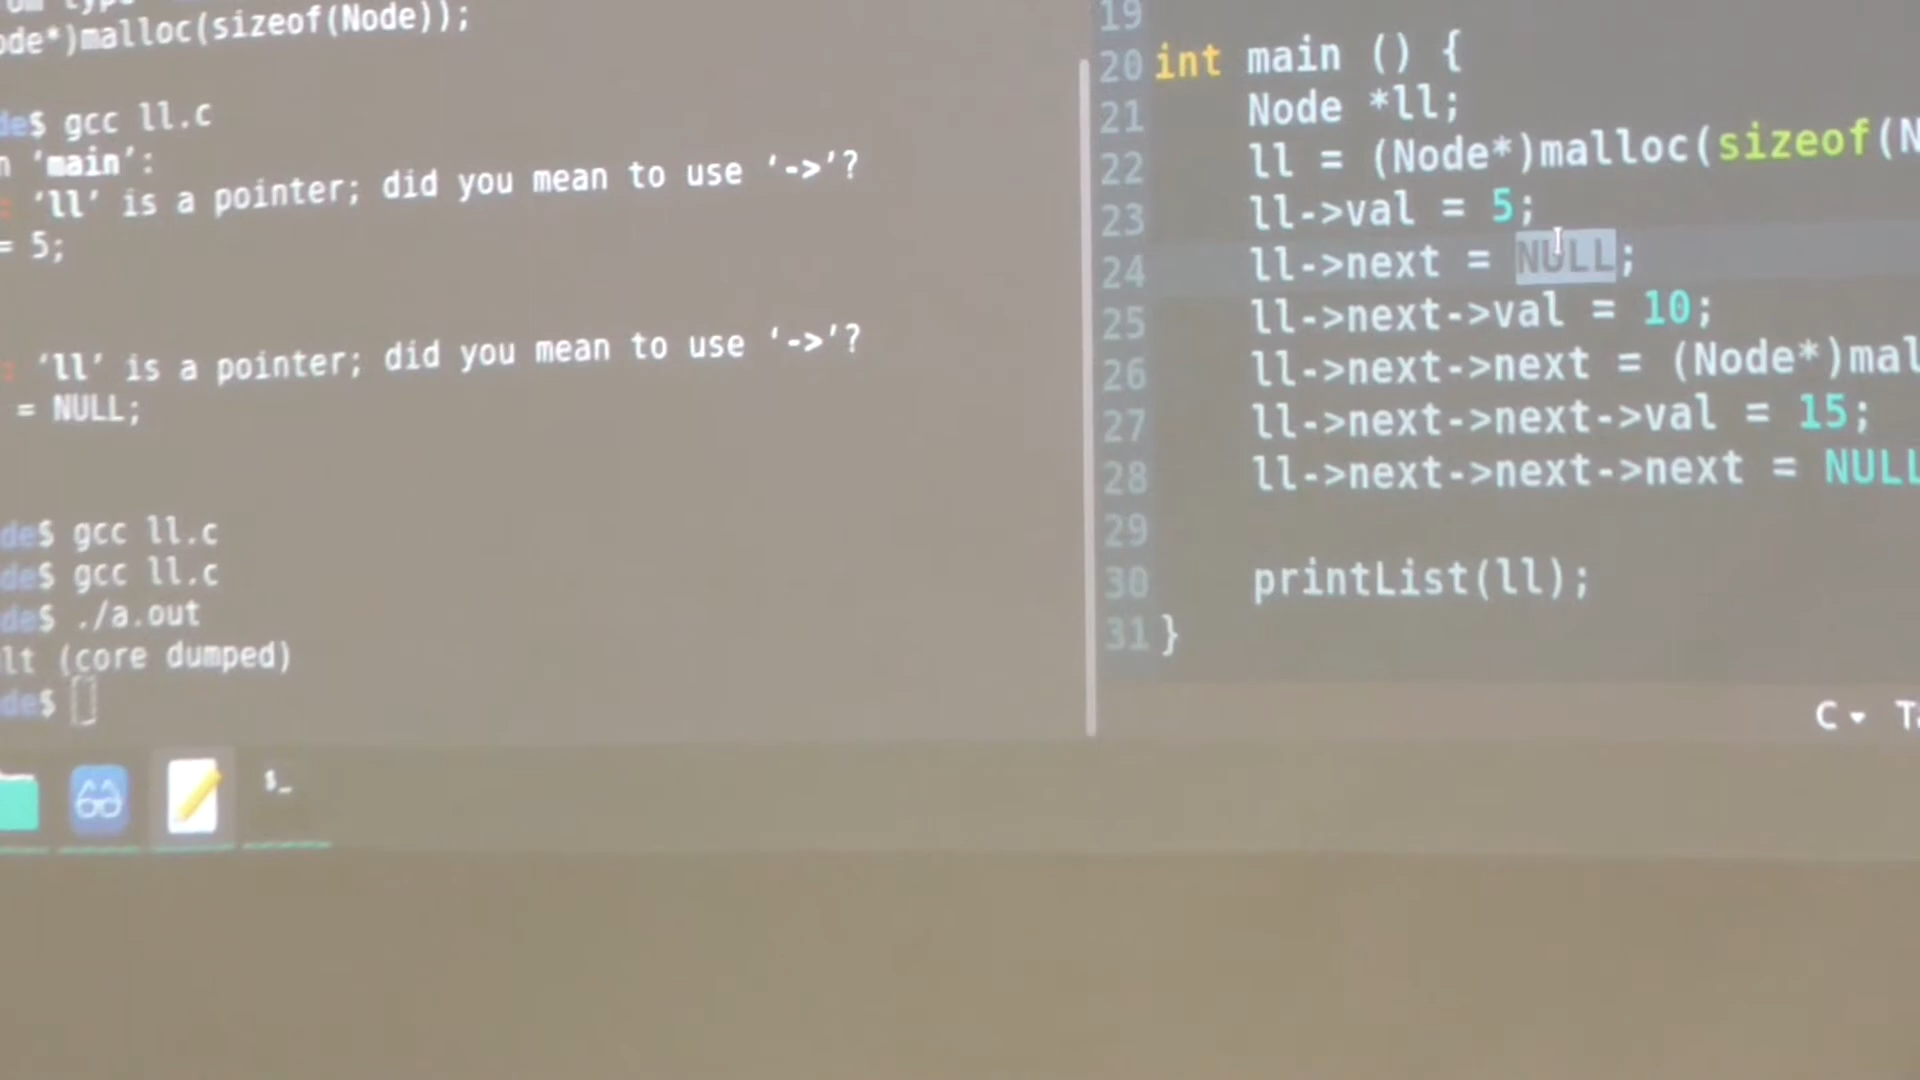 ode*)malloc(sizeof(Node));
de$ gcc ll.c
n ‘main’:
‘ll’ is a pointer; did you mean to use ‘->’?
= 5;
‘ll’ is a pointer; did you mean to use ‘->’?
= NULL;
de$ gcc ll.c
de$ gcc ll.c
de$ ./a.out
lt (core dumped)
de$
$_
19
20 int main () {
21 Node *ll;
22 ll = (Node*)malloc(sizeof(N
23 ll->val = 5;
24 ll->next = NULL;
25 ll->next->val = 10;
26 ll->next->next = (Node*)mal
27 ll->next->next->val = 15;
28 ll->next->next->next = NULL
29
30 printList(ll);
31 }
C